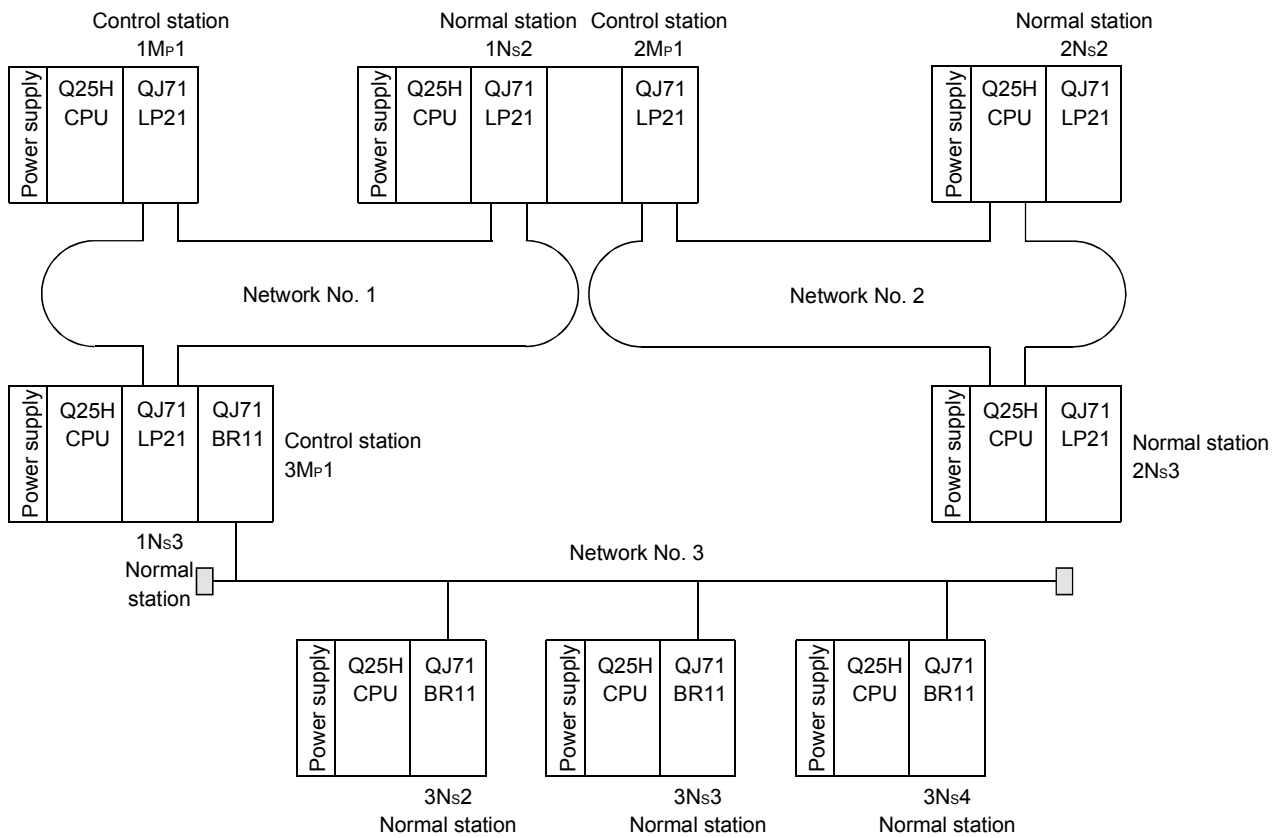 Control station
1MP1
Normal station
1NS2
Control station
2MP1
Normal station
2NS2
Power supply
Q25H
CPU
QJ71
LP21
Power supply
Q25H
CPU
QJ71
LP21
QJ71
LP21
Power supply
Q25H
CPU
QJ71
LP21
Network No. 1
Network No. 2
Power supply
Q25H
CPU
QJ71
LP21
QJ71
BR11
Control station
3MP1
Power supply
Q25H
CPU
QJ71
LP21
Normal station
2NS3
1NS3
Normal
station
Network No. 3
Power supply
Q25H
CPU
QJ71
BR11
Power supply
Q25H
CPU
QJ71
BR11
Power supply
Q25H
CPU
QJ71
BR11
3NS2
Normal station
3NS3
Normal station
3NS4
Normal station